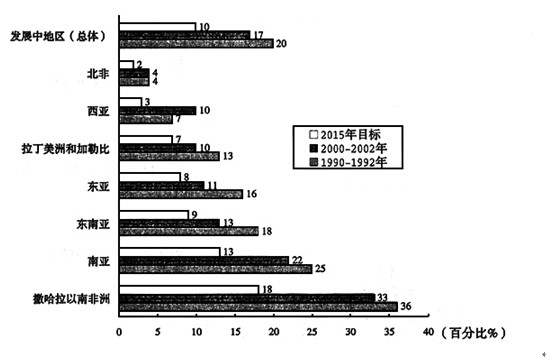 发展中地区（总体）
10
17
20
北非
2
4
4
西亚
3
10
7
拉丁美洲和加勒比
7
10
13
东亚
8
11
16
东南亚
9
13
18
南亚
13
22
25
撒哈拉以南非洲
18
33
36
2015年目标
2000-2002年
1990-1992年
0 5 10 15 20 25 30 35 40 （百分比%）